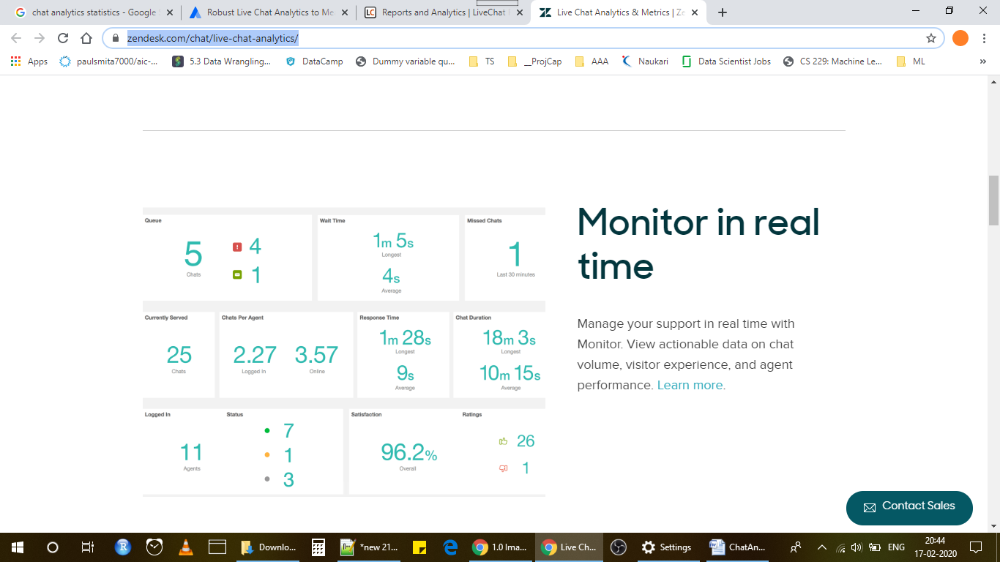 chat analytics statistics - Google
Robust Live Chat Analytics to Me
Reports and Analytics | LiveChat
Live Chat Analytics & Metrics | Ze
zendesk.com/chat/live-chat-analytics/
Apps
paulsmita7000/aic-...
5.3 Data Wrangling...
DataCamp
Dummy variable qu...
TS
__ProjCap
AAA
Naukari
Data Scientist Jobs
CS 229: Machine Le...
ML
»
Queue
5
Chats
4
1
Wait Time
1m 5s
Longest
4s
Average
Missed Chats
1
Last 30 minutes
Currently Served
25
Chats
Chats Per Agent
2.27
Logged In
3.57
Online
Response Time
1m 28s
Longest
9s
Average
Chat Duration
18m 3s
Longest
10m 15s
Average
Logged In
11
Agents
Status
7
1
3
Satisfaction
96.2%
Overall
Ratings
26
1
Monitor in real
time
Manage your support in real time with
Monitor. View actionable data on chat
volume, visitor experience, and agent
performance. Learn more.
Contact Sales
Downlo...
*new 21...
1.0 Ima...
Live Ch...
Settings
ChatAn...
ENG
20:44
17-02-2020